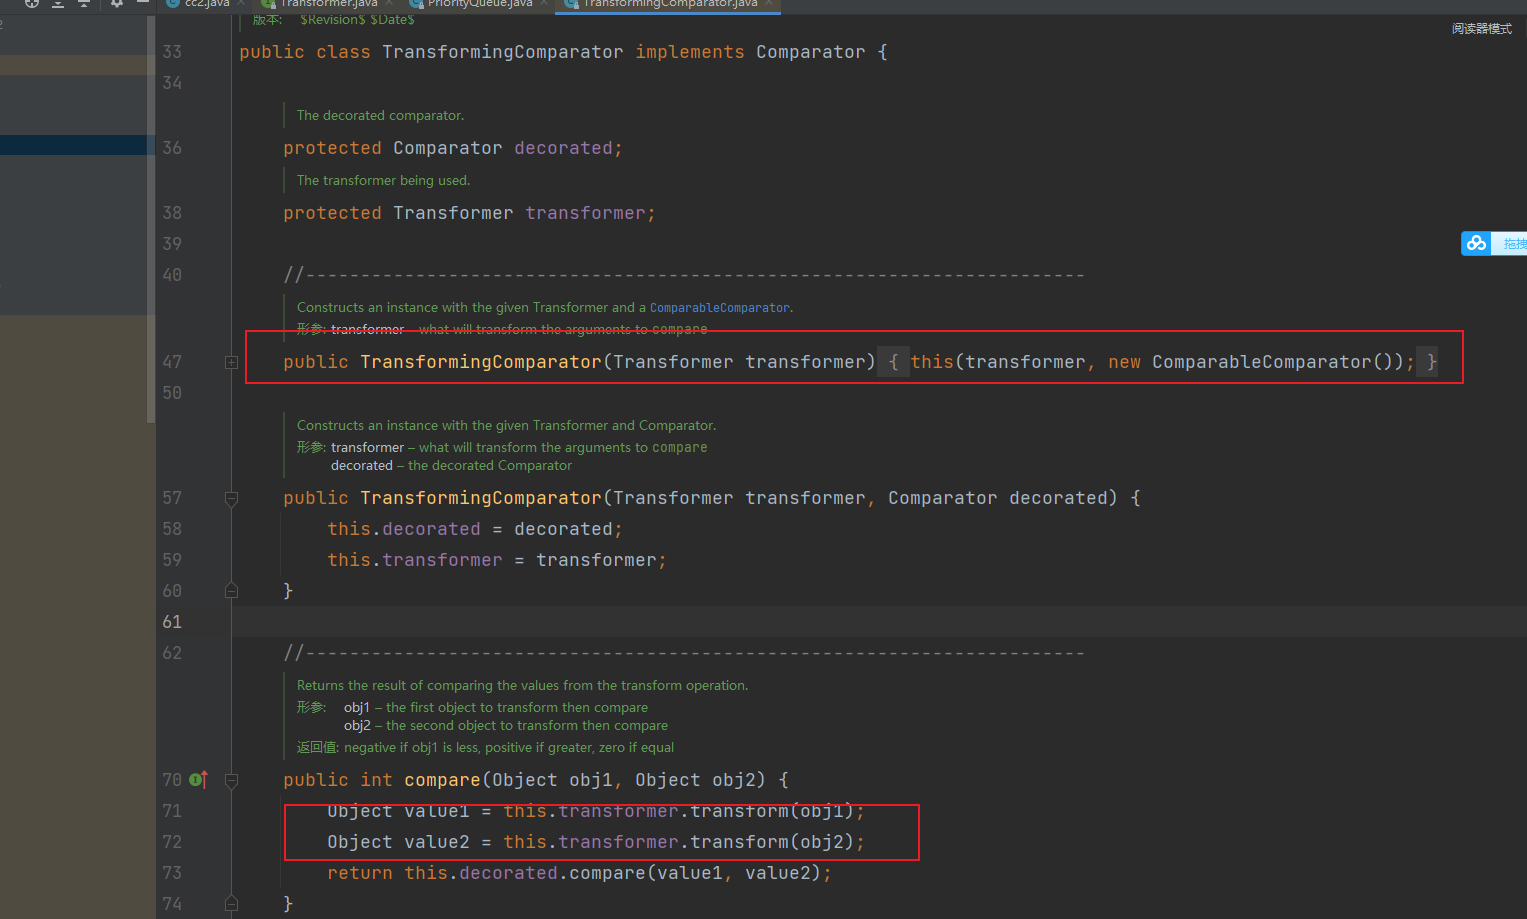 cc2.java
Transformer.java
PriorityQueue.java
TransformingComparator.java
版本: $Revision$ $Date$
阅读器模式
33 public class TransformingComparator implements Comparator {
34
The decorated comparator.
36 protected Comparator decorated;
The transformer being used.
38 protected Transformer transformer;
39
40 //-----------------------------------------------------------------------
Constructs an instance with the given Transformer and a ComparableComparator.
形参: transformer – what will transform the arguments to compare
47 public TransformingComparator(Transformer transformer) { this(transformer, new ComparableComparator()); }
50
Constructs an instance with the given Transformer and Comparator.
形参: transformer – what will transform the arguments to compare
decorated – the decorated Comparator
57 public TransformingComparator(Transformer transformer, Comparator decorated) {
58 this.decorated = decorated;
59 this.transformer = transformer;
60 }
61
62 //-----------------------------------------------------------------------
Returns the result of comparing the values from the transform operation.
形参: obj1 – the first object to transform then compare
obj2 – the second object to transform then compare
返回值: negative if obj1 is less, positive if greater, zero if equal
70 public int compare(Object obj1, Object obj2) {
71 Object value1 = this.transformer.transform(obj1);
72 Object value2 = this.transformer.transform(obj2);
73 return this.decorated.compare(value1, value2);
74 }
拖拽